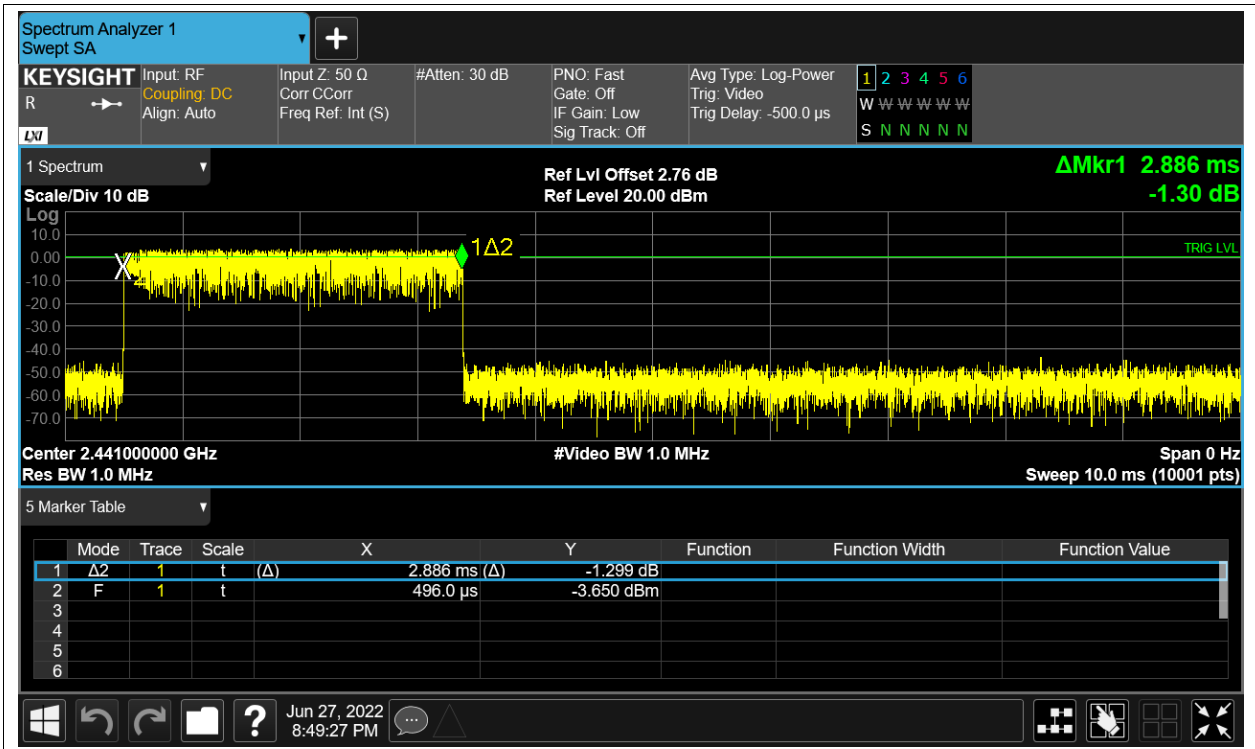 Spectrum Analyzer 1
Swept SA
KEYSIGHT Input: RF Input Z: 50 Ω #Atten: 30 dB PNO: Fast Avg Type: Log-Power 1 2 3 4 5 6
R Coupling: DC Corr CCorr Gate: Off Trig: Video W W W W W W
Align: Auto Freq Ref: Int (S) IF Gain: Low Trig Delay: -500.0 µs
LXI Sig Track: Off S N N N N N
1 Spectrum Ref Lvl Offset 2.76 dB ΔMkr1 2.886 ms
Scale/Div 10 dB Ref Level 20.00 dBm -1.30 dB
Log
10.0
1Δ2
0.00 TRIG LVL
X
2
-10.0
-20.0
-30.0
-40.0
-50.0
-60.0
-70.0
Center 2.441000000 GHz #Video BW 1.0 MHz Span 0 Hz
Res BW 1.0 MHz Sweep 10.0 ms (10001 pts)
5 Marker Table
Mode Trace Scale X Y Function Function Width Function Value
1 Δ2 1 t (Δ) 2.886 ms (Δ) -1.299 dB
2 F 1 t 496.0 µs -3.650 dBm
3
4
5
6
? Jun 27, 2022
8:49:27 PM